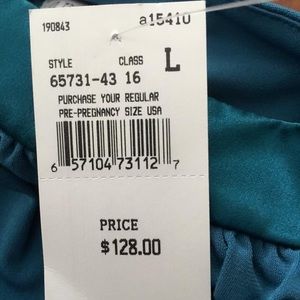 190843 a15410
STYLE CLASS L
65731-43 16
PURCHASE YOUR REGULAR
PRE-PREGNANCY SIZE USA
6 57104 73112 7
PRICE
$128.00